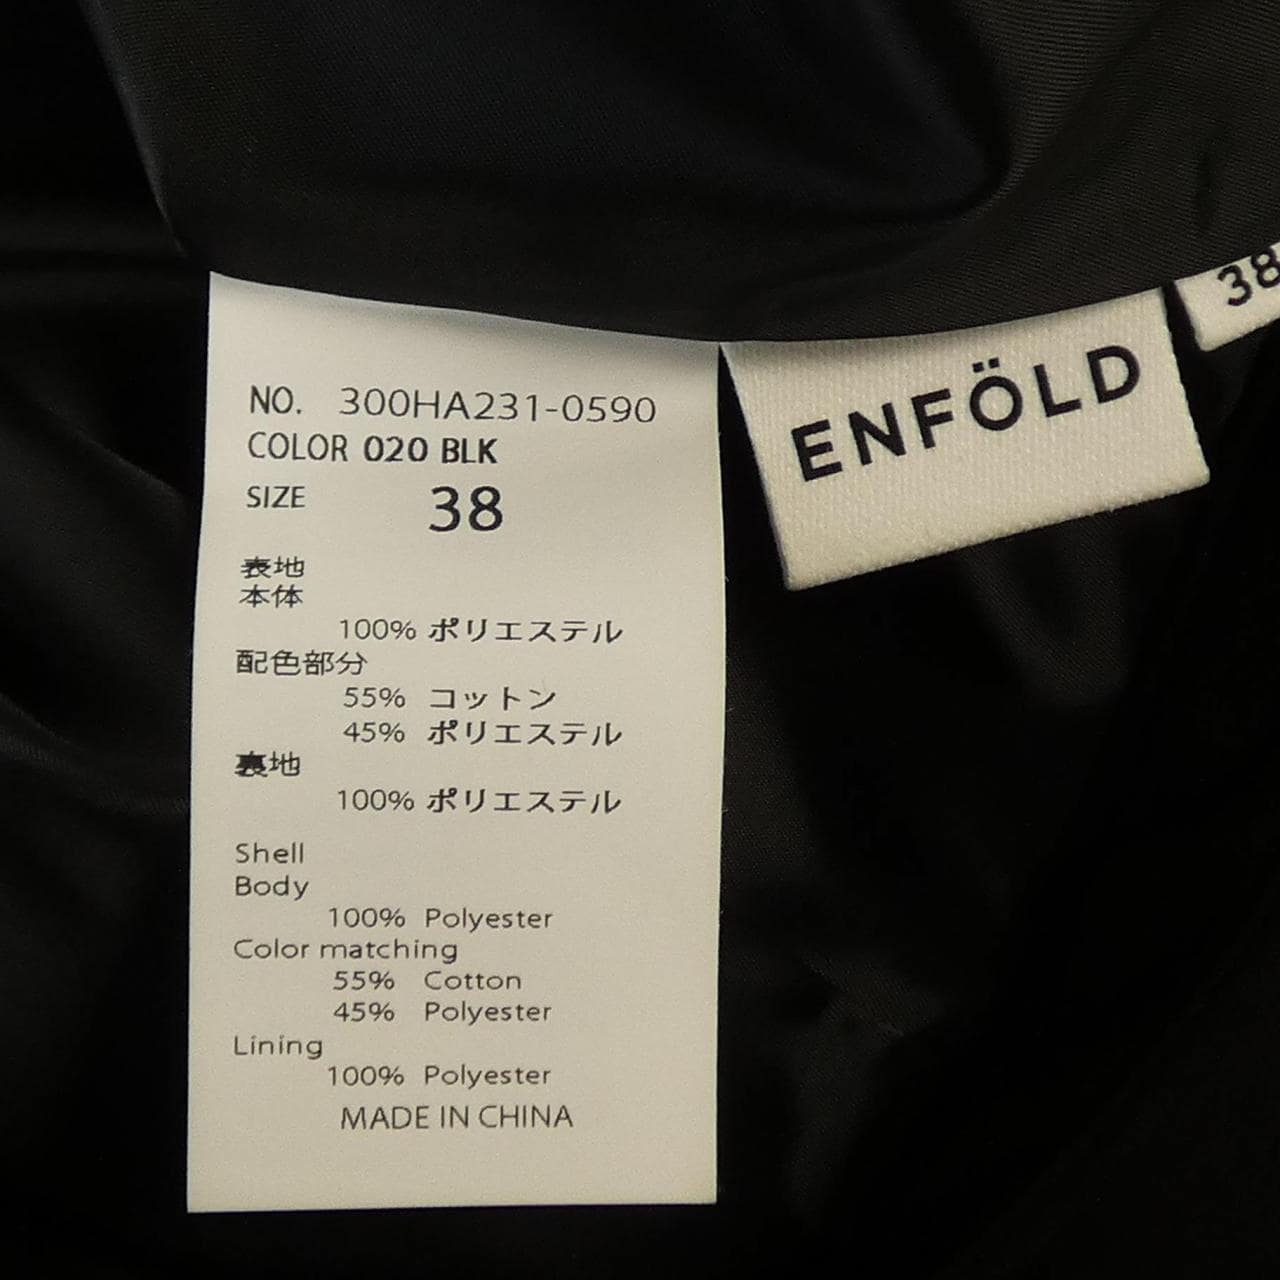 NO. 300HA231-0590
COLOR 020 BLK
SIZE 38
表地
本体
100% ポリエステル
配色部分
55% コットン
45% ポリエステル
裏地
100% ポリエステル
Shell
Body
100% Polyester
Color matching
55% Cotton
45% Polyester
Lining
100% Polyester
MADE IN CHINA
ENFÖLD
38